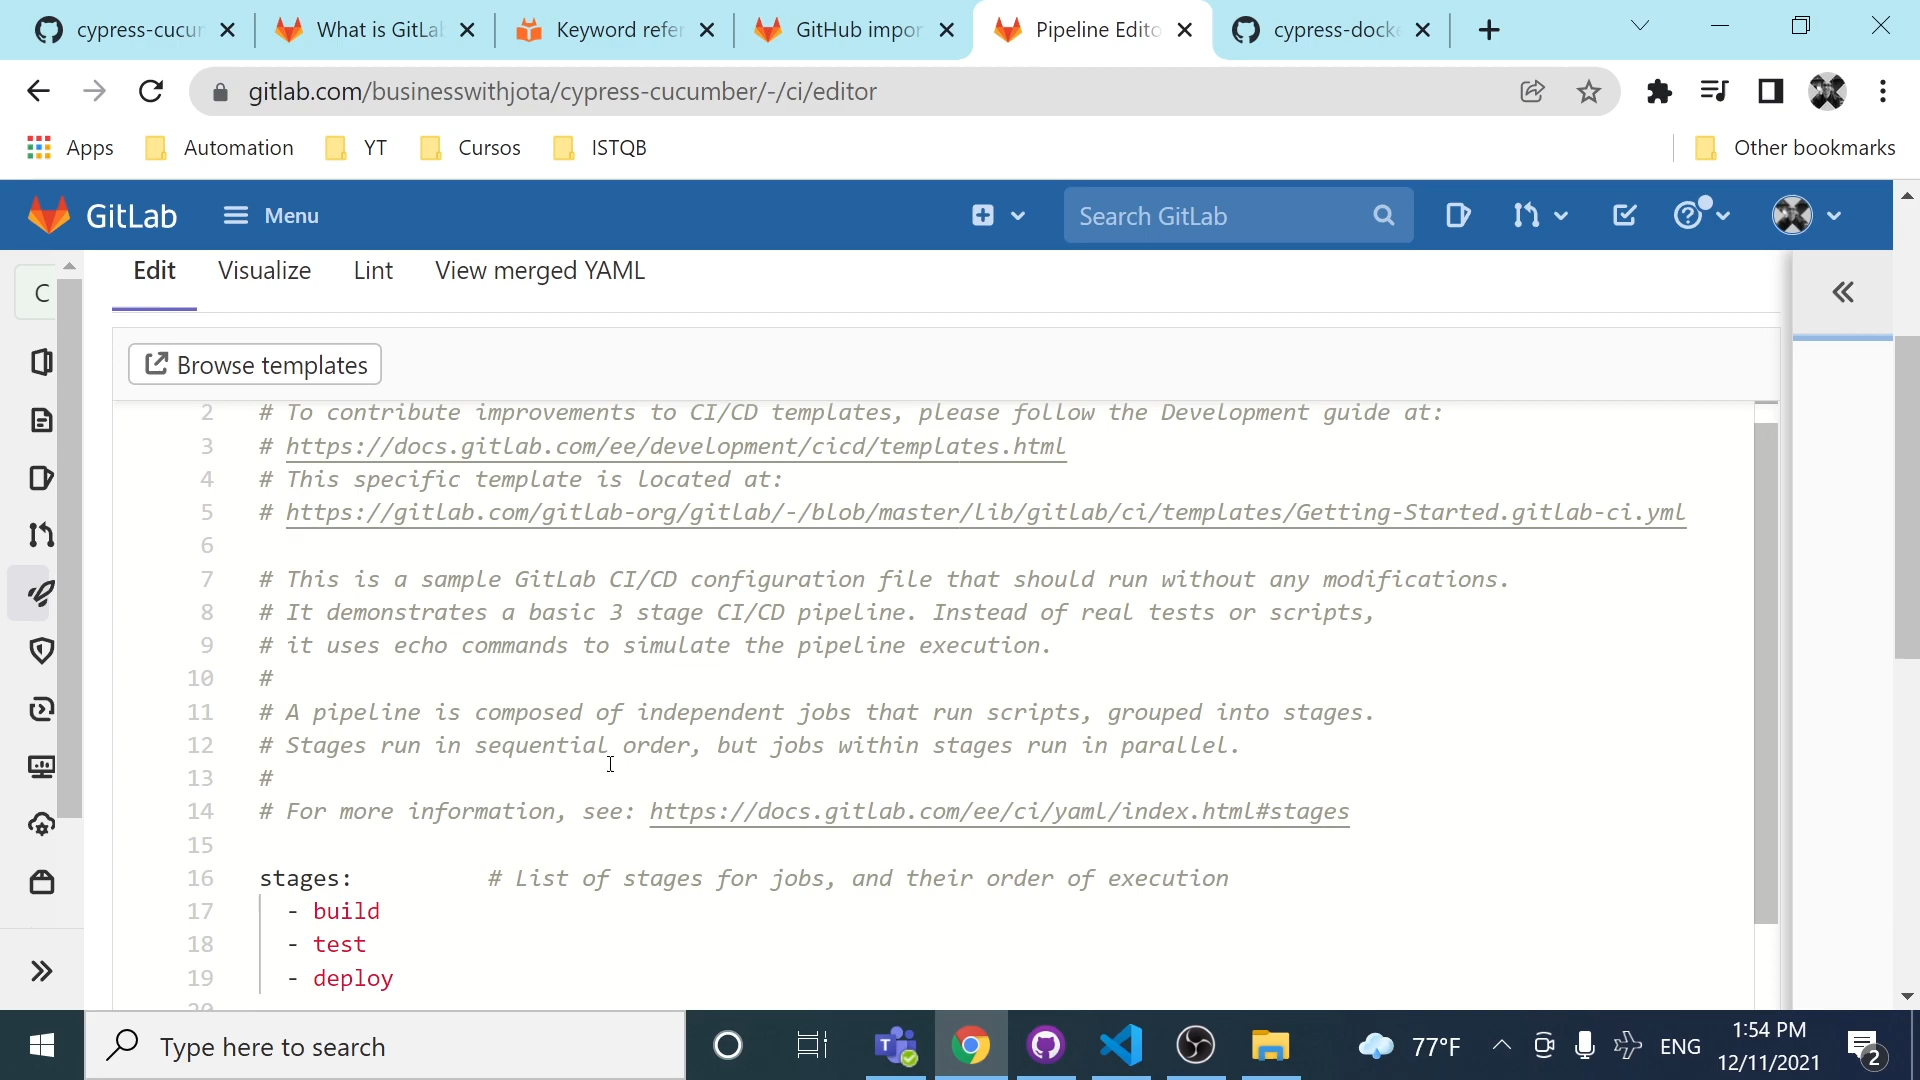 cypress-cucun
What is GitLab
Keyword refer
GitHub impor
Pipeline Edito
cypress-docke
gitlab.com/businesswithjota/cypress-cucumber/-/ci/editor
Apps
Automation
YT
Cursos
ISTQB
Other bookmarks
GitLab
Menu
Search GitLab
C
Edit
Visualize
Lint
View merged YAML
Browse templates
2 # To contribute improvements to CI/CD templates, please follow the Development guide at:
3 # https://docs.gitlab.com/ee/development/cicd/templates.html
4 # This specific template is located at:
5 # https://gitlab.com/gitlab-org/gitlab/-/blob/master/lib/gitlab/ci/templates/Getting-Started.gitlab-ci.yml
6
7 # This is a sample GitLab CI/CD configuration file that should run without any modifications.
8 # It demonstrates a basic 3 stage CI/CD pipeline. Instead of real tests or scripts,
9 # it uses echo commands to simulate the pipeline execution.
10 #
11 # A pipeline is composed of independent jobs that run scripts, grouped into stages.
12 # Stages run in sequential order, but jobs within stages run in parallel.
13 #
14 # For more information, see: https://docs.gitlab.com/ee/ci/yaml/index.html#stages
15
16 stages: # List of stages for jobs, and their order of execution
17 - build
18 - test
19 - deploy
20
Type here to search
77°F
ENG
1:54 PM
12/11/2021
2